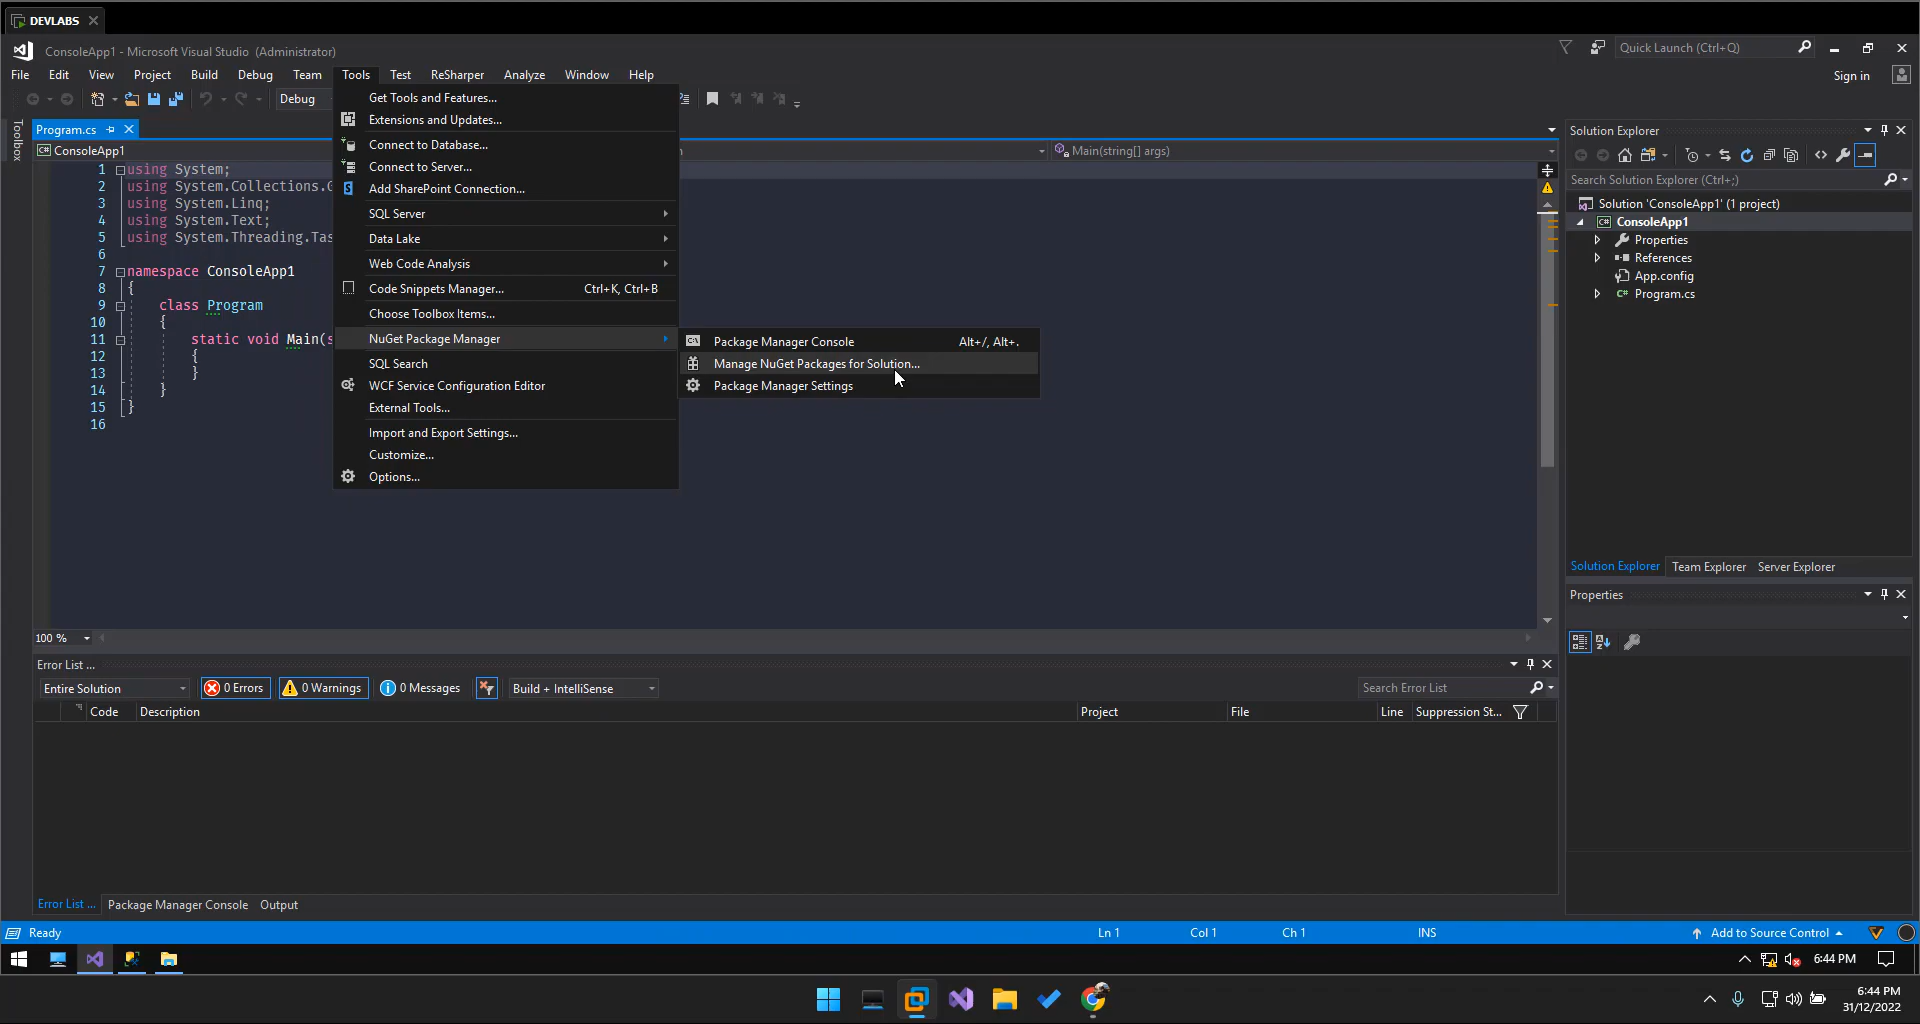 DEVLABS
ConsoleApp1 - Microsoft Visual Studio (Administrator)
Quick Launch (Ctrl+Q)
File Edit View Project Build Debug Team Tools Test ReSharper Analyze Window Help
Sign in
Debug
Toolbox
Program.cs
ConsoleApp1
Main(string[] args)
1 using System;
2 using System.Collections.G
3 using System.Linq;
4 using System.Text;
5 using System.Threading.Tas
6
7 namespace ConsoleApp1
8 {
9 class Program
10 {
11 static void Main(s
12 {
13 }
14 }
15 }
16
Get Tools and Features...
Extensions and Updates...
Connect to Database...
Connect to Server...
Add SharePoint Connection...
SQL Server
Data Lake
Web Code Analysis
Code Snippets Manager... Ctrl+K, Ctrl+B
Choose Toolbox Items...
NuGet Package Manager
SQL Search
WCF Service Configuration Editor
External Tools...
Import and Export Settings...
Customize...
Options...
Package Manager Console Alt+/, Alt+.
Manage NuGet Packages for Solution...
Package Manager Settings
Solution Explorer
Search Solution Explorer (Ctrl+;)
Solution 'ConsoleApp1' (1 project)
ConsoleApp1
Properties
References
App.config
Program.cs
Solution Explorer Team Explorer Server Explorer
Properties
100 %
Error List ...
Entire Solution 0 Errors 0 Warnings 0 Messages Build + IntelliSense Search Error List
Code Description Project File Line Suppression St...
Error List ... Package Manager Console Output
Ready Ln 1 Col 1 Ch 1 INS Add to Source Control
6:44 PM
6:44 PM
31/12/2022